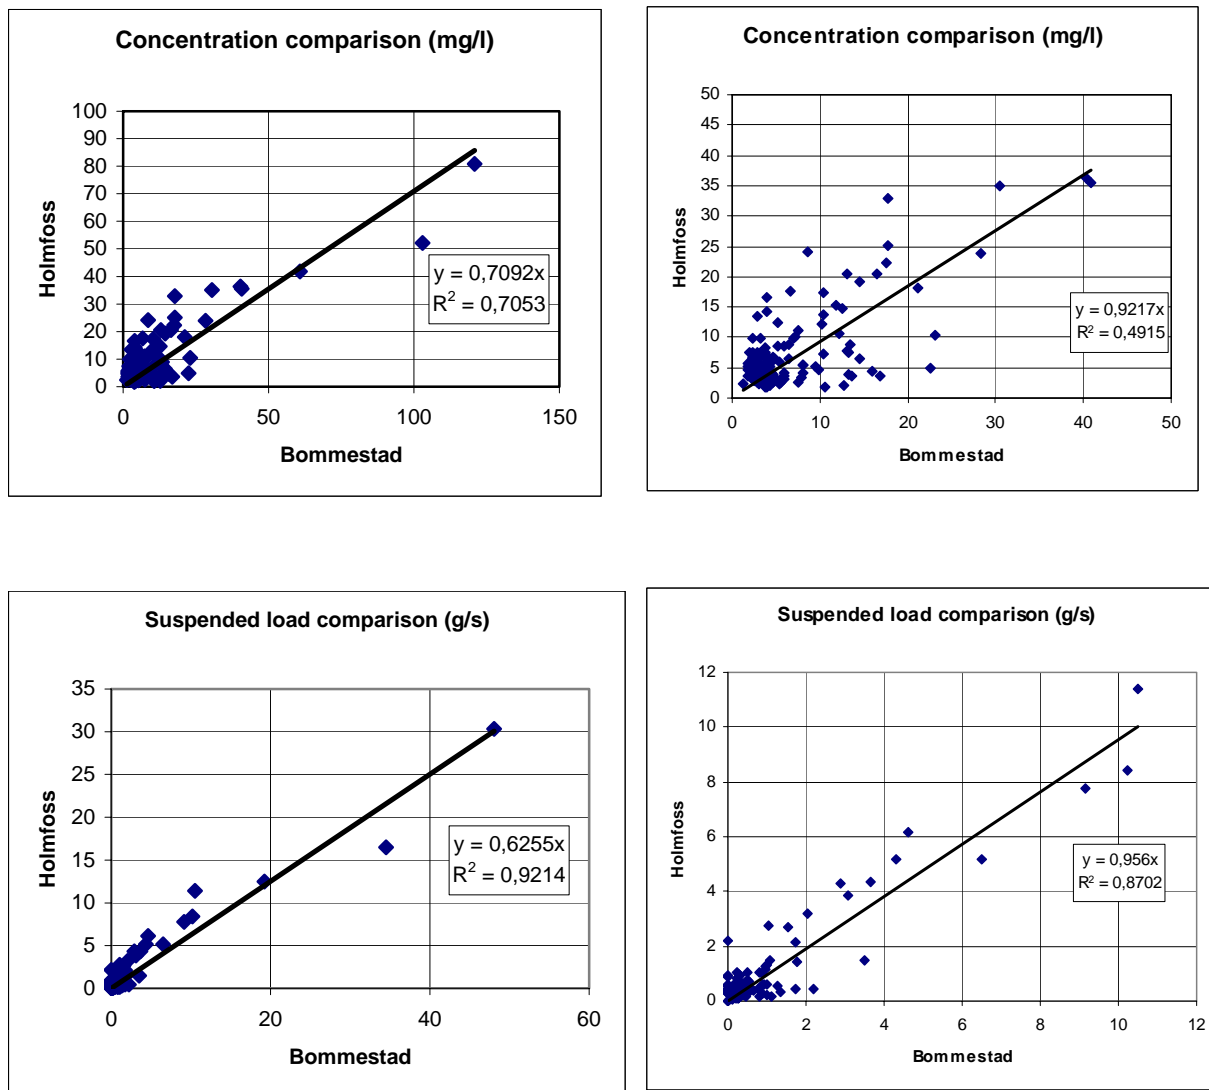 Concentration comparison (mg/l)
100
90
80
70
60
50
40
30
20
10
0
Holmfoss
y = 0,7092x
R² = 0,7053
0 50 100 150
Bommestad
Concentration comparison (mg/l)
50
45
40
35
30
25
20
15
10
5
0
Holmfoss
y = 0,9217x
R² = 0,4915
0 10 20 30 40 50
Bommestad
Suspended load comparison (g/s)
35
30
25
20
15
10
5
0
Holmfoss
y = 0,6255x
R² = 0,9214
0 20 40 60
Bommestad
Suspended load comparison (g/s)
12
10
8
6
4
2
0
Holmfoss
y = 0,956x
R² = 0,8702
0 2 4 6 8 10 12
Bommestad